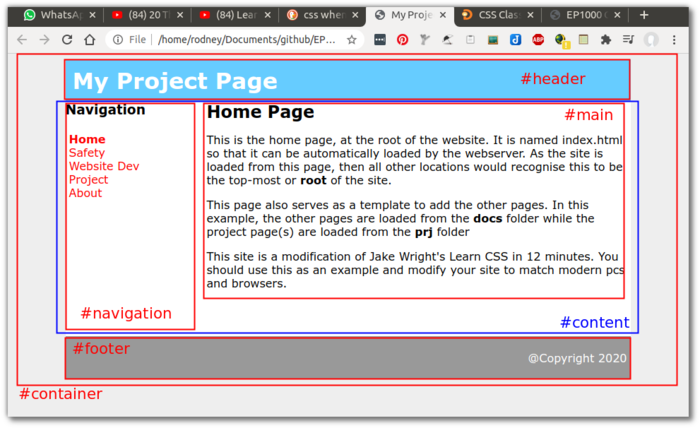 WhatsAp
(84) 20 Th
(84) Lear
css when
My Proje
CSS Class
EP1000 C
File
/home/rodney/Documents/github/EP…
ABP
My Project Page
#header
Navigation
Home
Safety
Website Dev
Project
About
#navigation
Home Page
#main
This is the home page, at the root of the website. It is named index.html
so that it can be automatically loaded by the webserver. As the site is
loaded from this page, then all other locations would recognise this to be
the top-most or root of the site.
This page also serves as a template to add the other pages. In this
example, the other pages are loaded from the docs folder while the
project page(s) are loaded from the prj folder
This site is a modification of Jake Wright's Learn CSS in 12 minutes. You
should use this as an example and modify your site to match modern pcs
and browsers.
#content
#footer
@Copyright 2020
#container